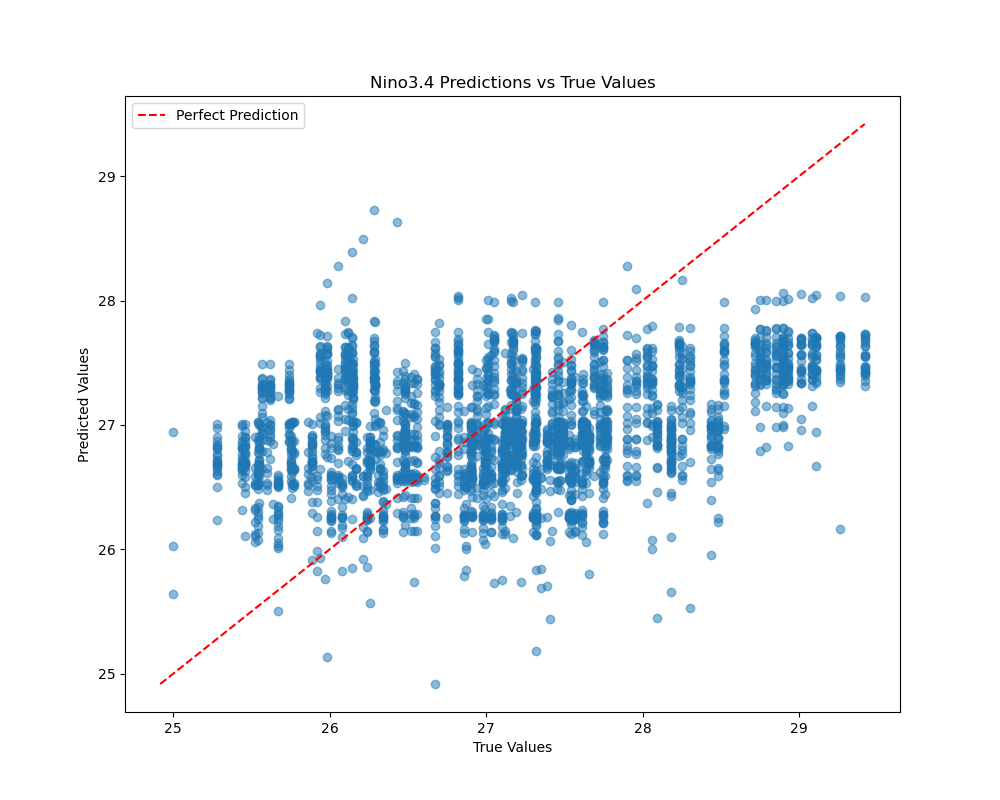 Nino3.4 Predictions vs True Values
Perfect Prediction
Predicted Values
29
28
27
26
25
25 26 27 28 29
True Values